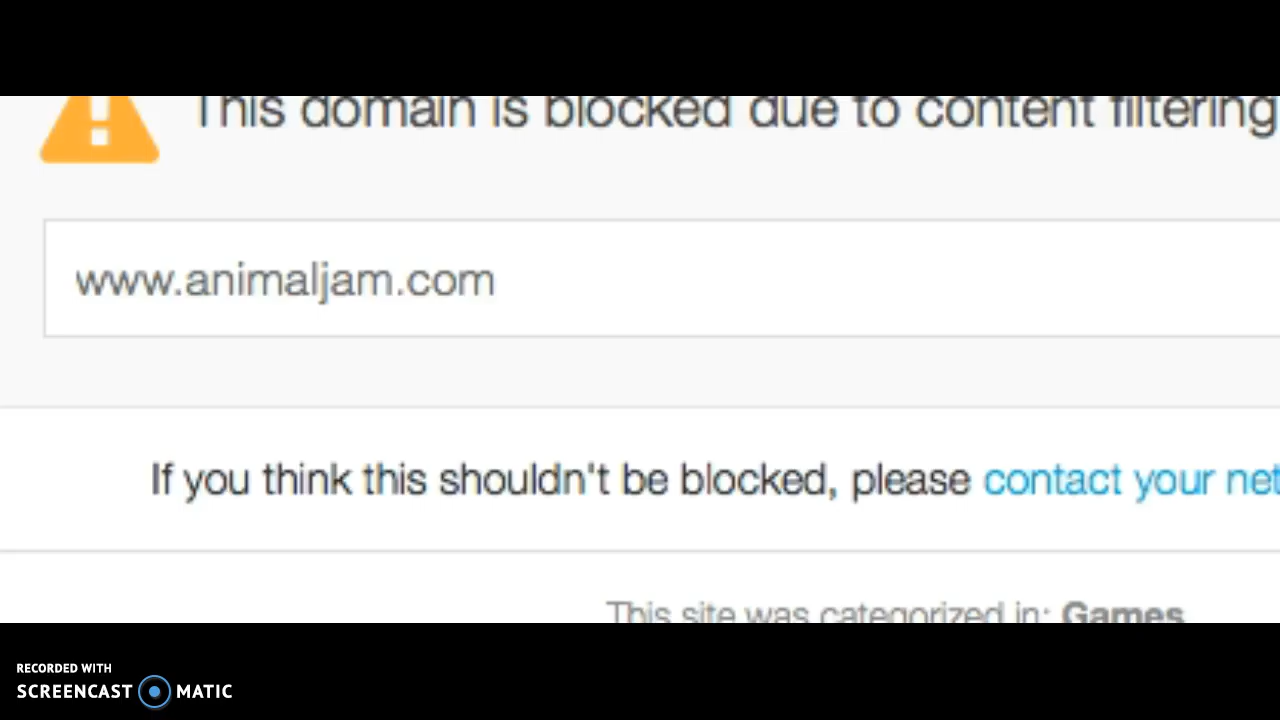 This domain is blocked due to content filtering
www.animaljam.com
If you think this shouldn't be blocked, please contact your net
This site was categorized in: Games
RECORDED WITH
SCREENCAST MATIC